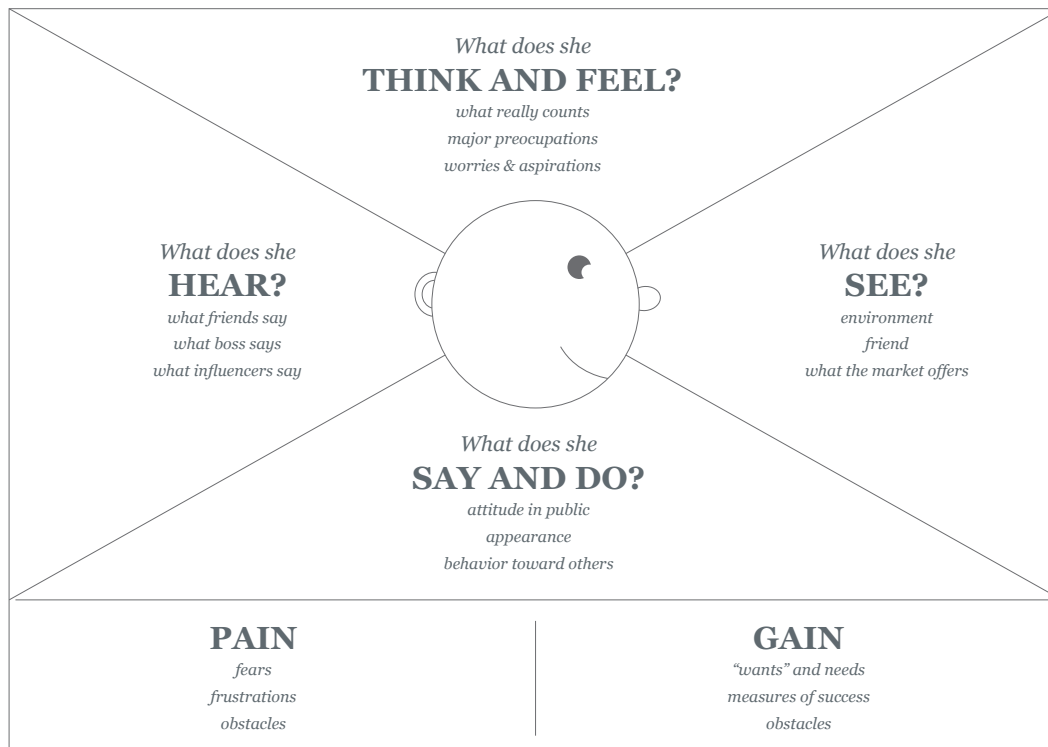 What does she
THINK AND FEEL?
what really counts
major preocupations
worries & aspirations
What does she
HEAR?
what friends say
what boss says
what influencers say
What does she
SEE?
environment
friend
what the market offers
What does she
SAY AND DO?
attitude in public
appearance
behavior toward others
PAIN
fears
frustrations
obstacles
GAIN
“wants” and needs
measures of success
obstacles